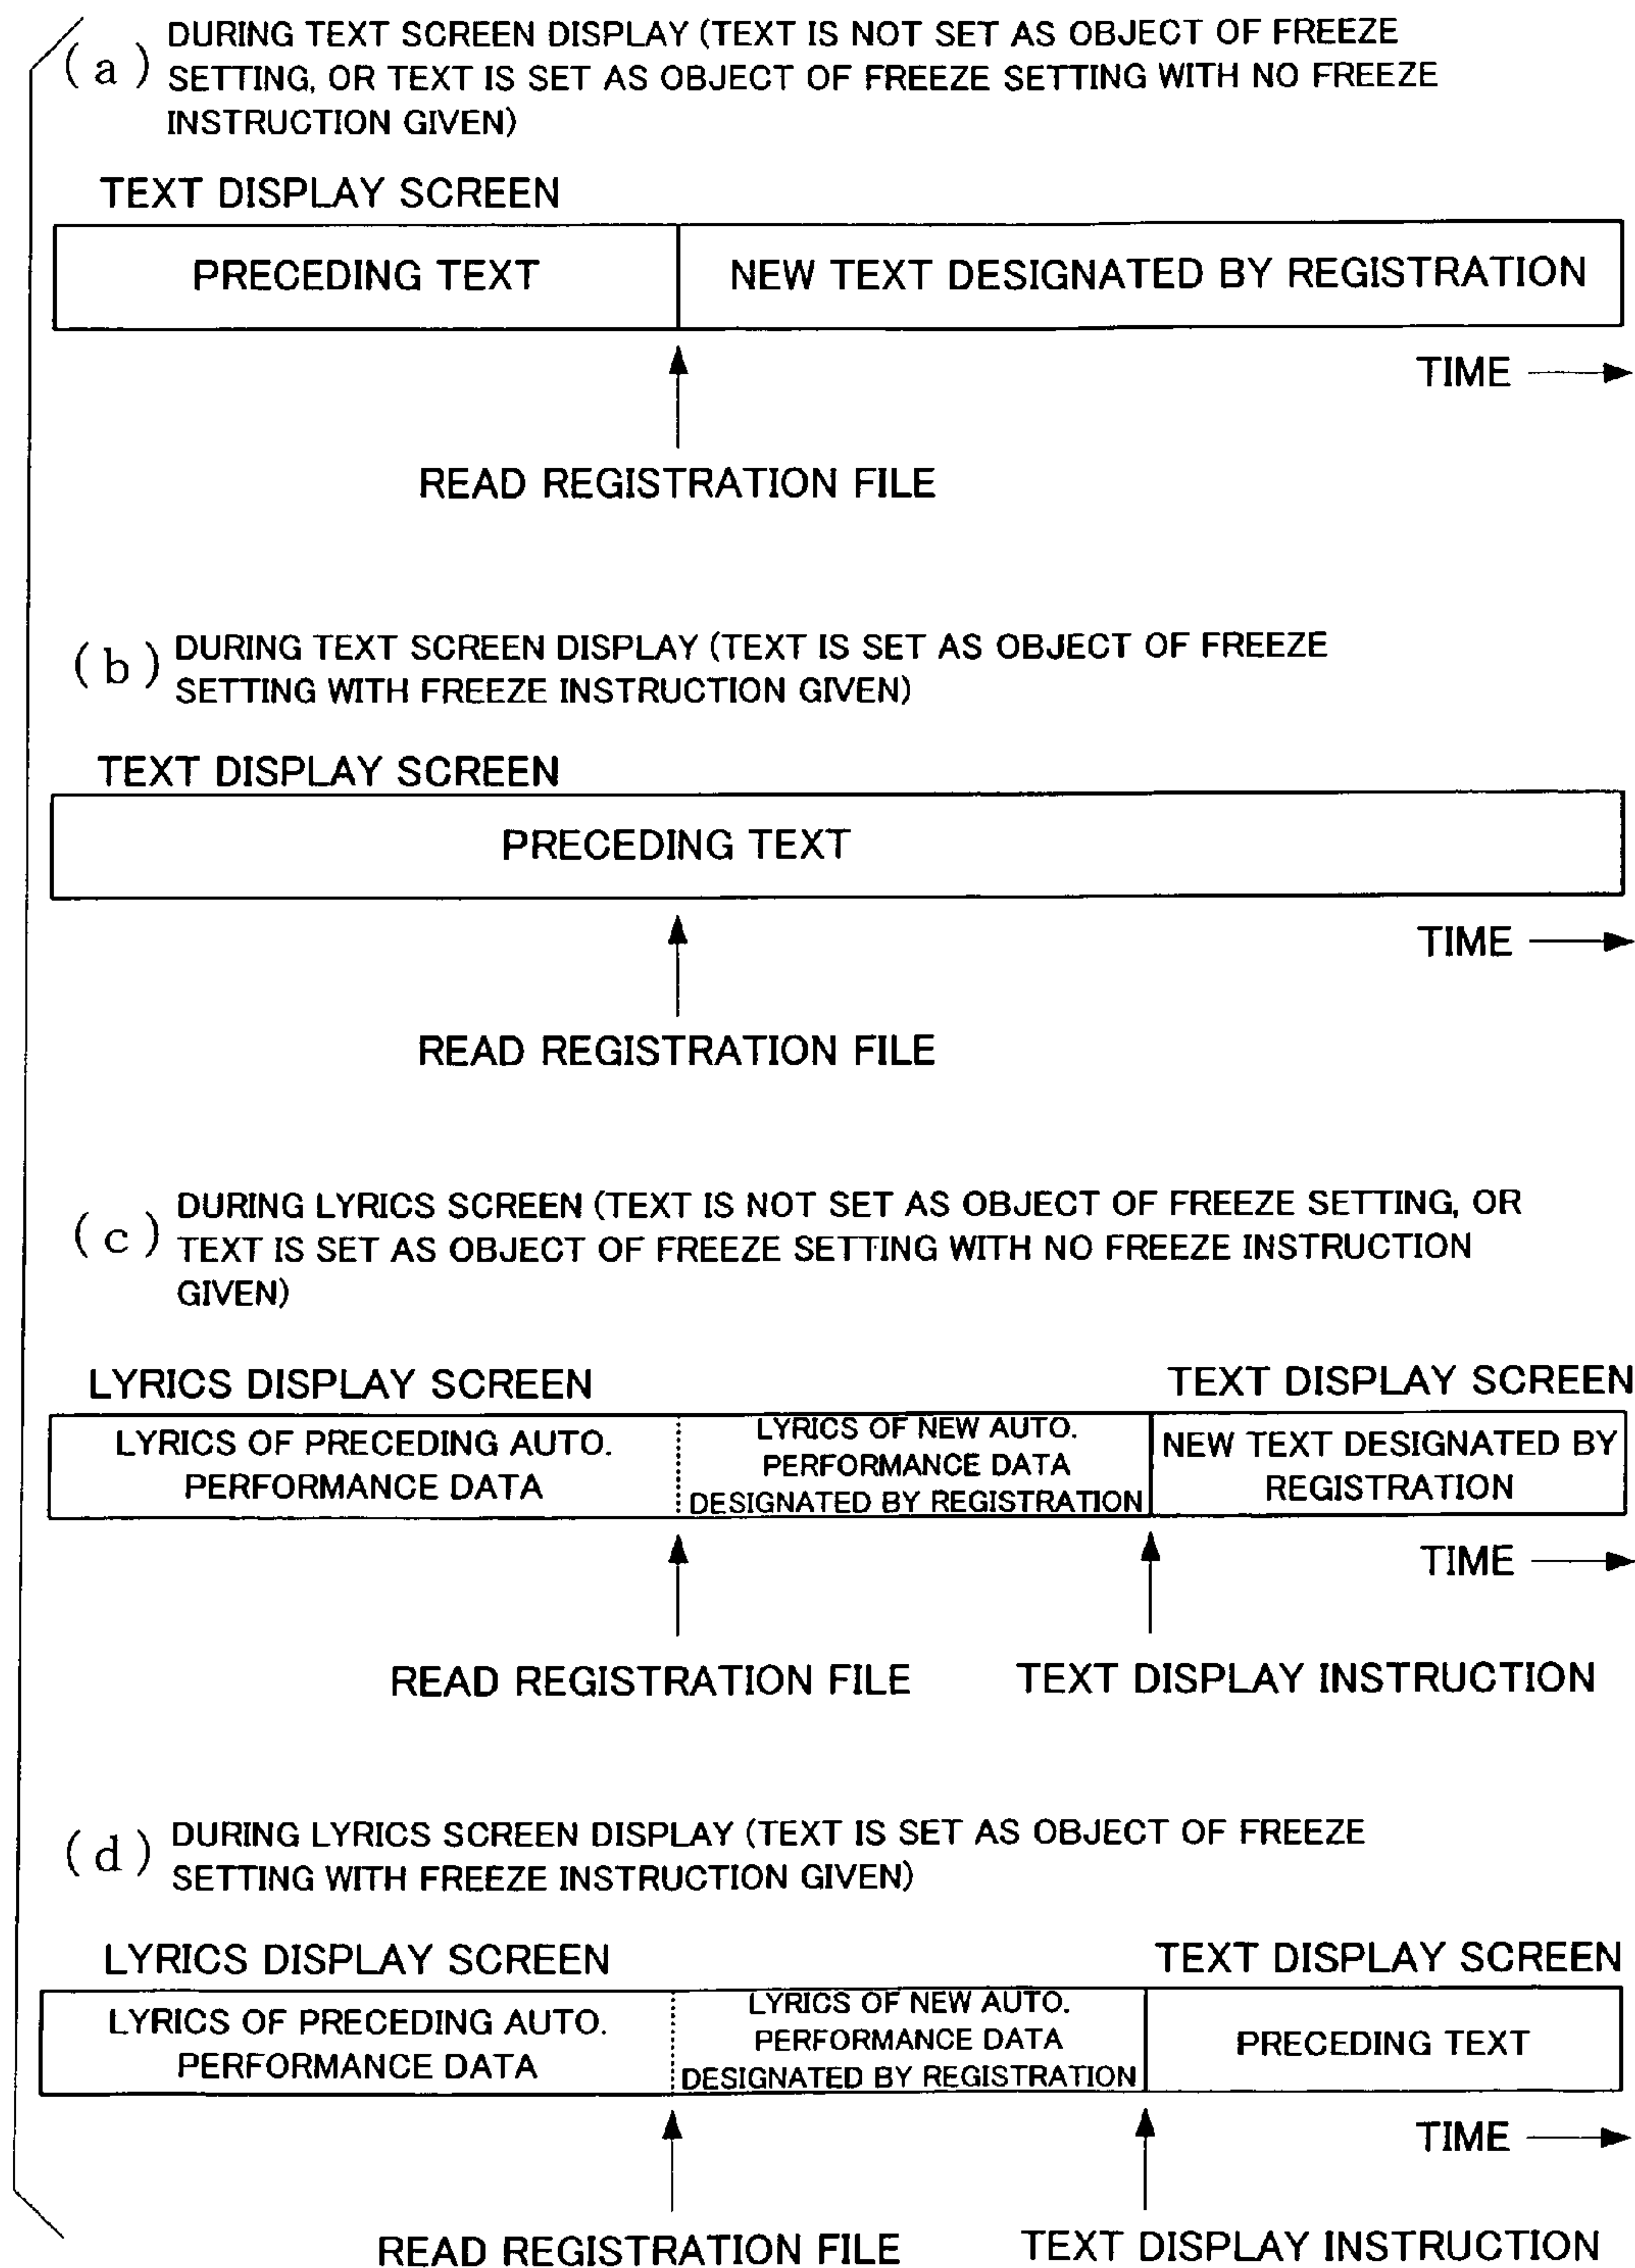 (a) DURING TEXT SCREEN DISPLAY (TEXT IS NOT SET AS OBJECT OF FREEZE
SETTING, OR TEXT IS SET AS OBJECT OF FREEZE SETTING WITH NO FREEZE
INSTRUCTION GIVEN)
TEXT DISPLAY SCREEN
PRECEDING TEXT
NEW TEXT DESIGNATED BY REGISTRATION
TIME
READ REGISTRATION FILE
(b) DURING TEXT SCREEN DISPLAY (TEXT IS SET AS OBJECT OF FREEZE
SETTING WITH FREEZE INSTRUCTION GIVEN)
TEXT DISPLAY SCREEN
PRECEDING TEXT
TIME
READ REGISTRATION FILE
(c) DURING LYRICS SCREEN (TEXT IS NOT SET AS OBJECT OF FREEZE SETTING, OR
TEXT IS SET AS OBJECT OF FREEZE SETTING WITH NO FREEZE INSTRUCTION
GIVEN)
LYRICS DISPLAY SCREEN
TEXT DISPLAY SCREEN
LYRICS OF PRECEDING AUTO.
PERFORMANCE DATA
LYRICS OF NEW AUTO.
PERFORMANCE DATA
DESIGNATED BY REGISTRATION
NEW TEXT DESIGNATED BY
REGISTRATION
TIME
READ REGISTRATION FILE
TEXT DISPLAY INSTRUCTION
(d) DURING LYRICS SCREEN DISPLAY (TEXT IS SET AS OBJECT OF FREEZE
SETTING WITH FREEZE INSTRUCTION GIVEN)
LYRICS DISPLAY SCREEN
TEXT DISPLAY SCREEN
LYRICS OF PRECEDING AUTO.
PERFORMANCE DATA
LYRICS OF NEW AUTO.
PERFORMANCE DATA
DESIGNATED BY REGISTRATION
PRECEDING TEXT
TIME
READ REGISTRATION FILE
TEXT DISPLAY INSTRUCTION